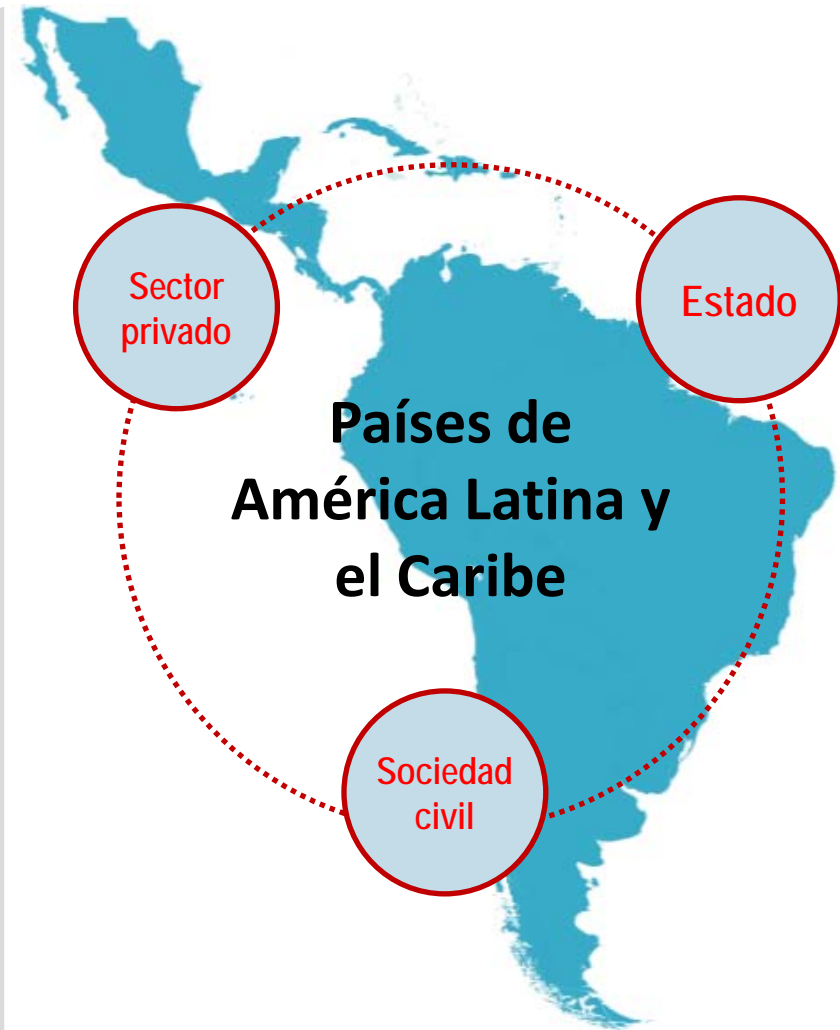 Sector
privado
Estado
Países de
América Latina y
el Caribe
Sociedad
civil